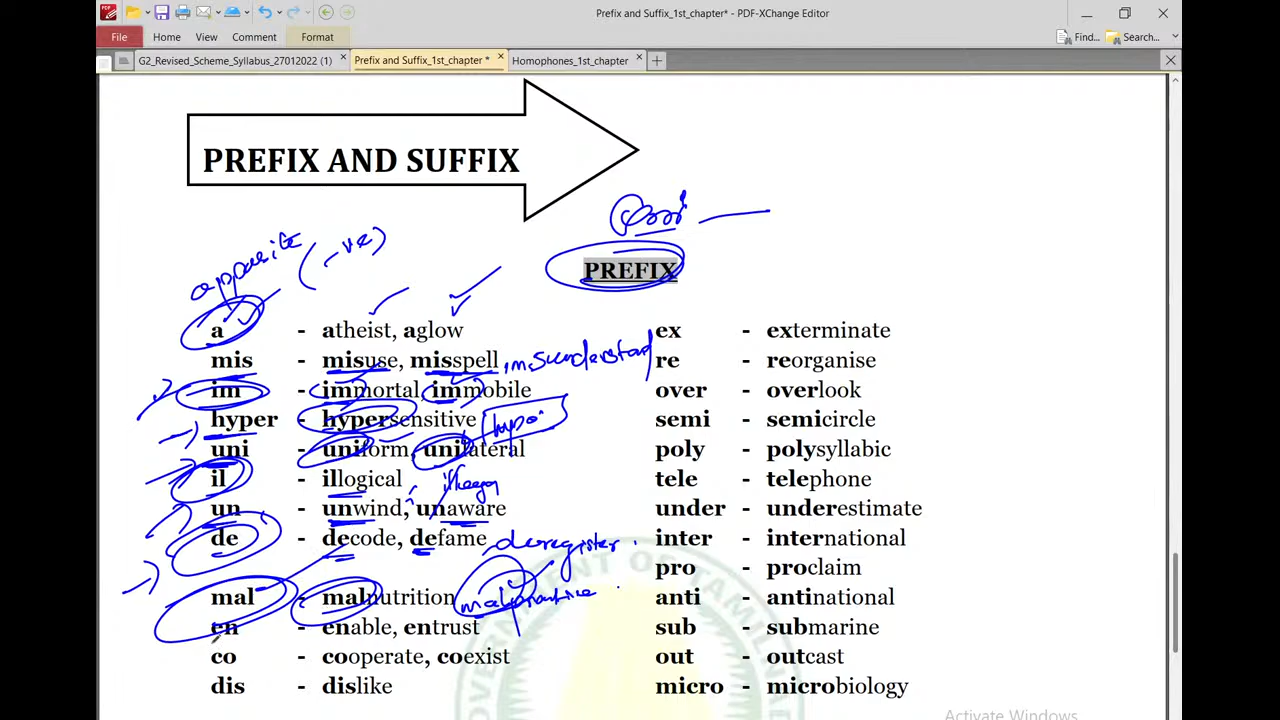 Prefix and Suffix_1st_chapter* - PDF-XChange Editor
File Home View Comment Format Find... Search...
G2_Revised_Scheme_Syllabus_27012022 (1) Prefix and Suffix_1st_chapter * Homophones_1st_chapter
PREFIX AND SUFFIX
opposite (-ve)
PREFIX
a - atheist, aglow
mis - misuse, misspell, misunderstand
im - immortal, immobile
hyper - hypersensitive hypo
uni - uniform, unilateral
il - illogical, illegal
un - unwind, unaware
de - decode, defame, deregister.
mal - malnutrition malpractice.
en - enable, entrust
co - cooperate, coexist
dis - dislike
ex - exterminate
re - reorganise
over - overlook
semi - semicircle
poly - polysyllabic
tele - telephone
under - underestimate
inter - international
pro - proclaim
anti - antinational
sub - submarine
out - outcast
micro - microbiology
GOVERNMENT OF TAMIL
Activate Windows